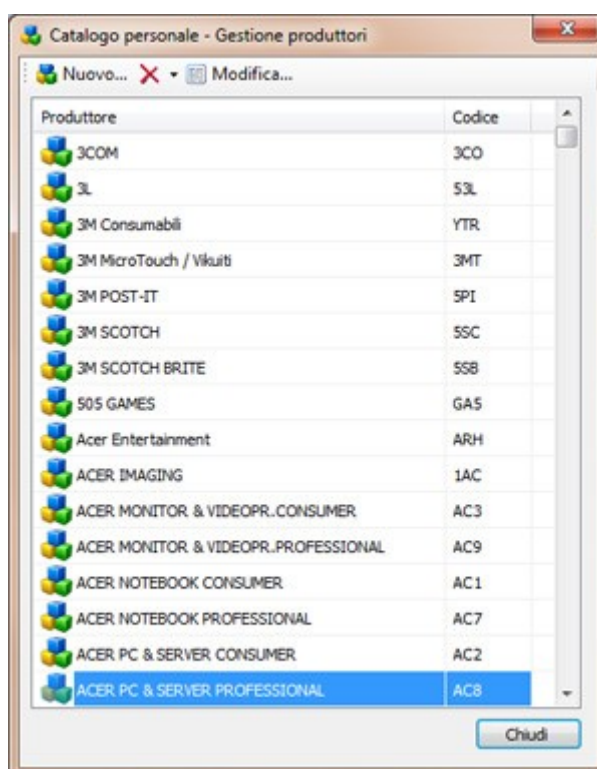 Catalogo personale - Gestione produttori
Nuovo... Modifica...
Produttore Codice
3COM 3CO
3L 53L
3M Consumabili YTR
3M MicroTouch / Vikuiti 3MT
3M POST-IT 5PI
3M SCOTCH 5SC
3M SCOTCH BRITE 5SB
505 GAMES GA5
Acer Entertainment ARH
ACER IMAGING 1AC
ACER MONITOR & VIDEOPR.CONSUMER AC3
ACER MONITOR & VIDEOPR.PROFESSIONAL AC9
ACER NOTEBOOK CONSUMER AC1
ACER NOTEBOOK PROFESSIONAL AC7
ACER PC & SERVER CONSUMER AC2
ACER PC & SERVER PROFESSIONAL AC8
Chiudi